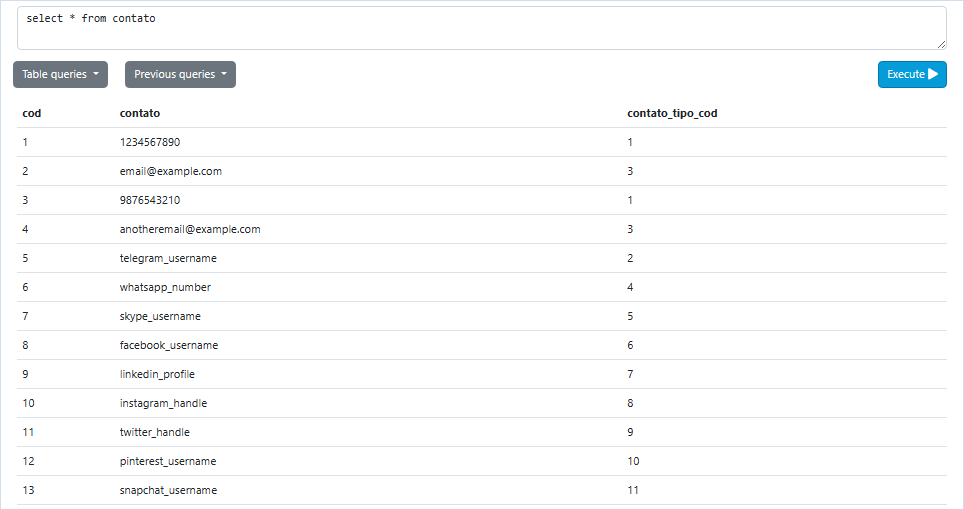 select * from contato
Table queries Previous queries Execute
cod contato contato_tipo_cod
1 1234567890 1
2 email@example.com 3
3 9876543210 1
4 anotheremail@example.com 3
5 telegram_username 2
6 whatsapp_number 4
7 skype_username 5
8 facebook_username 6
9 linkedin_profile 7
10 instagram_handle 8
11 twitter_handle 9
12 pinterest_username 10
13 snapchat_username 11